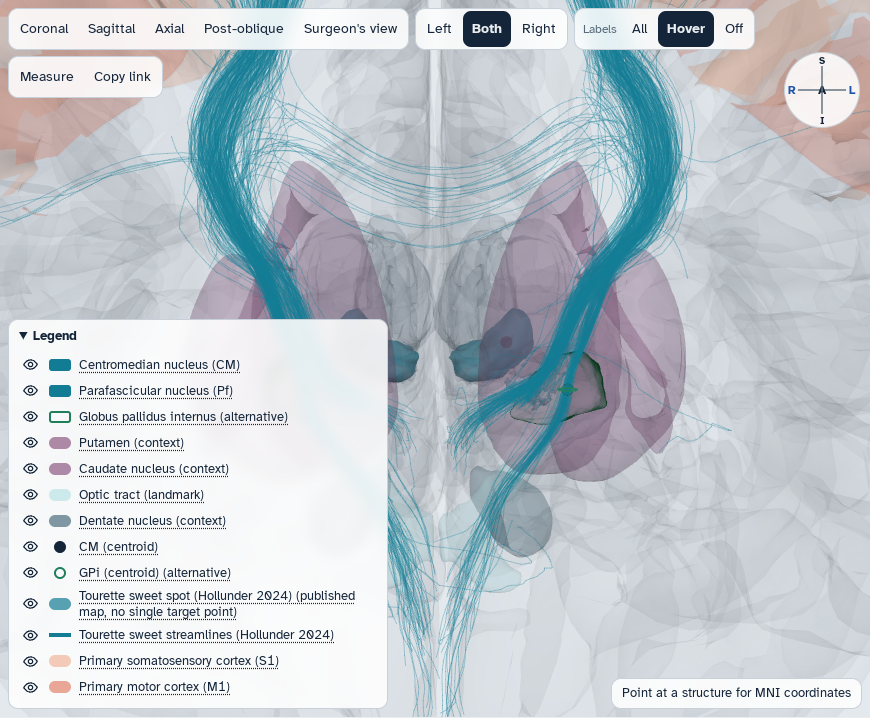 Coronal Sagittal Axial Post-oblique Surgeon's view Left Both Right Labels All Hover Off
Measure Copy link
S
R A L
I
Legend
Centromedian nucleus (CM)
Parafascicular nucleus (Pf)
Globus pallidus internus (alternative)
Putamen (context)
Caudate nucleus (context)
Optic tract (landmark)
Dentate nucleus (context)
CM (centroid)
GPi (centroid) (alternative)
Tourette sweet spot (Hollunder 2024) (published
map, no single target point)
Tourette sweet streamlines (Hollunder 2024)
Primary somatosensory cortex (S1)
Primary motor cortex (M1)
Point at a structure for MNI coordinates